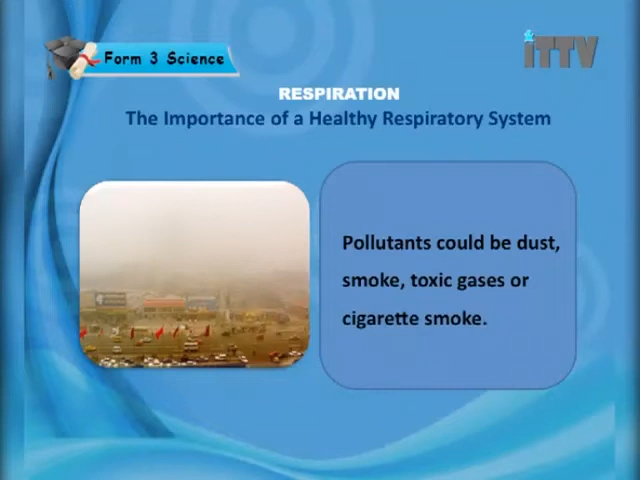 Form 3 Science
iTTV
RESPIRATION
The Importance of a Healthy Respiratory System
Pollutants could be dust,
smoke, toxic gases or
cigarette smoke.